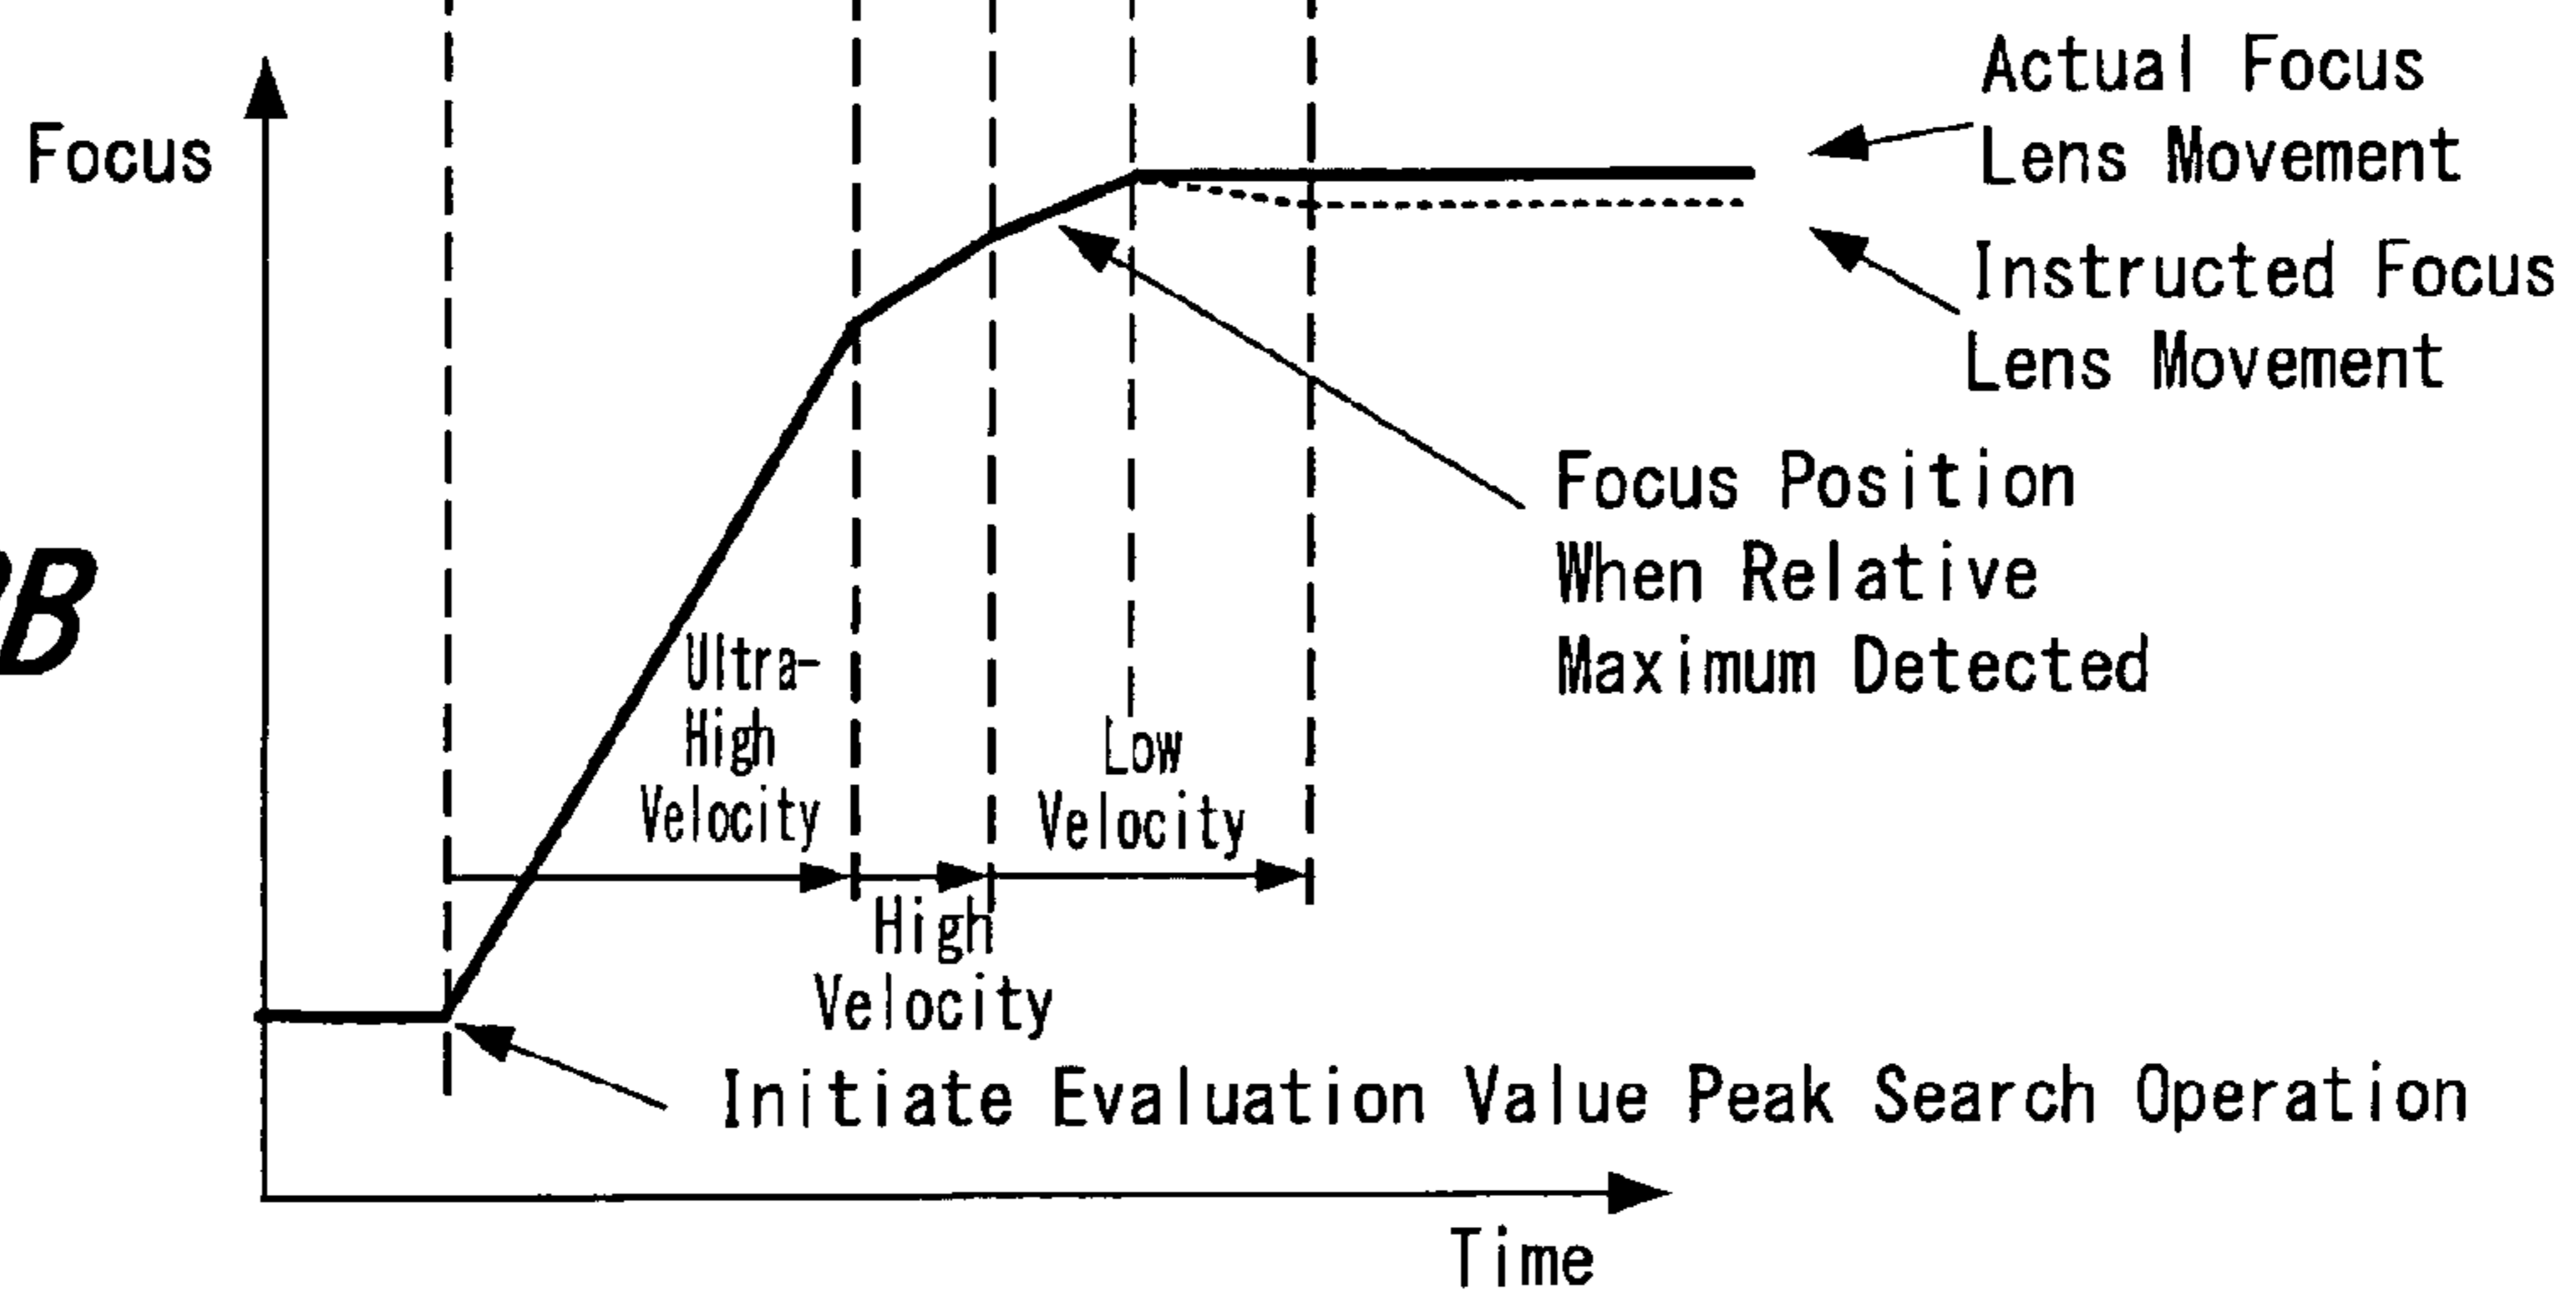 Actual Focus
Lens Movement
Focus
Instructed Focus
Lens Movement
Focus Position
When Relative
Maximum Detected
Ultra-
High
Velocity
Low
Velocity
High
Velocity
Initiate Evaluation Value Peak Search Operation
Time